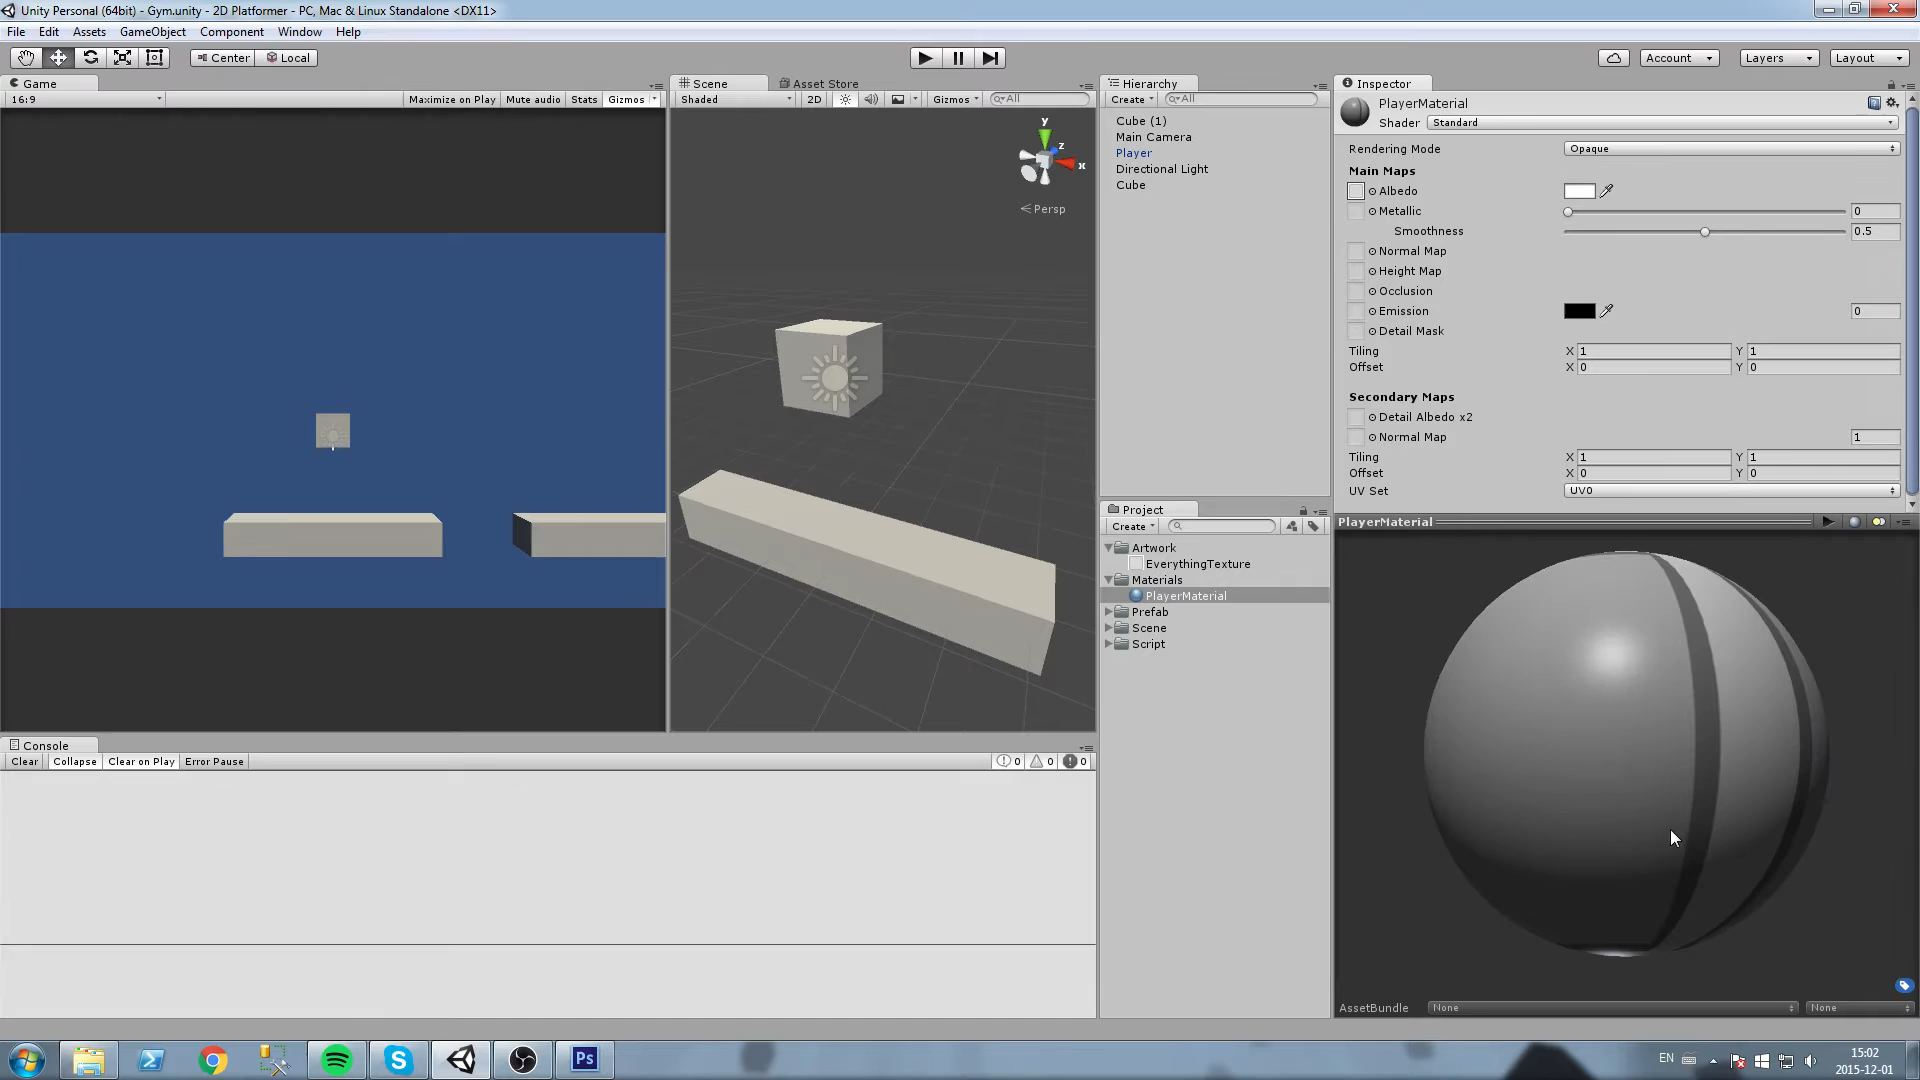 Unity Personal (64bit) - Gym.unity - 2D Platformer - PC, Mac & Linux Standalone <DX11>
File Edit Assets GameObject Component Window Help
Center Local
Account Layers Layout
Game
16:9 Maximize on Play Mute audio Stats Gizmos
Scene Asset Store
Shaded 2D Gizmos All
y
z
x
Persp
Hierarchy
Create All
Cube (1)
Main Camera
Player
Directional Light
Cube
Project
Create
Artwork
EverythingTexture
Materials
PlayerMaterial
Prefab
Scene
Script
Inspector
PlayerMaterial
Shader Standard
Rendering Mode Opaque
Main Maps
Albedo
Metallic 0
Smoothness 0.5
Normal Map
Height Map
Occlusion
Emission 0
Detail Mask
Tiling X 1 Y 1
Offset X 0 Y 0
Secondary Maps
Detail Albedo x2
Normal Map 1
Tiling X 1 Y 1
Offset X 0 Y 0
UV Set UV0
PlayerMaterial
AssetBundle None None
Console
Clear Collapse Clear on Play Error Pause 0 0 0
Ps
EN
15:02
2015-12-01